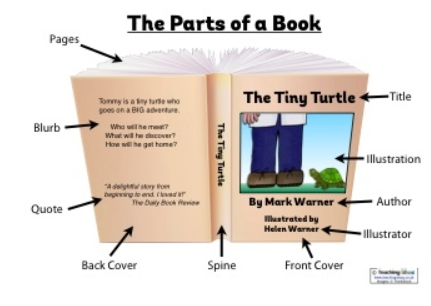 The Parts of a Book
Pages
Tommy is a tiny turtle who
goes on a BIG adventure.
Who will he meet?
What will he discover?
How will he get home?
"A delightful story from
beginning to end. I loved it!"
The Daily Book Review
The Tiny Turtle
The Tiny Turtle
By Mark Warner
Illustrated by
Helen Warner
Blurb
Quote
Back Cover
Spine
Front Cover
Title
Illustration
Author
Illustrator
Teaching